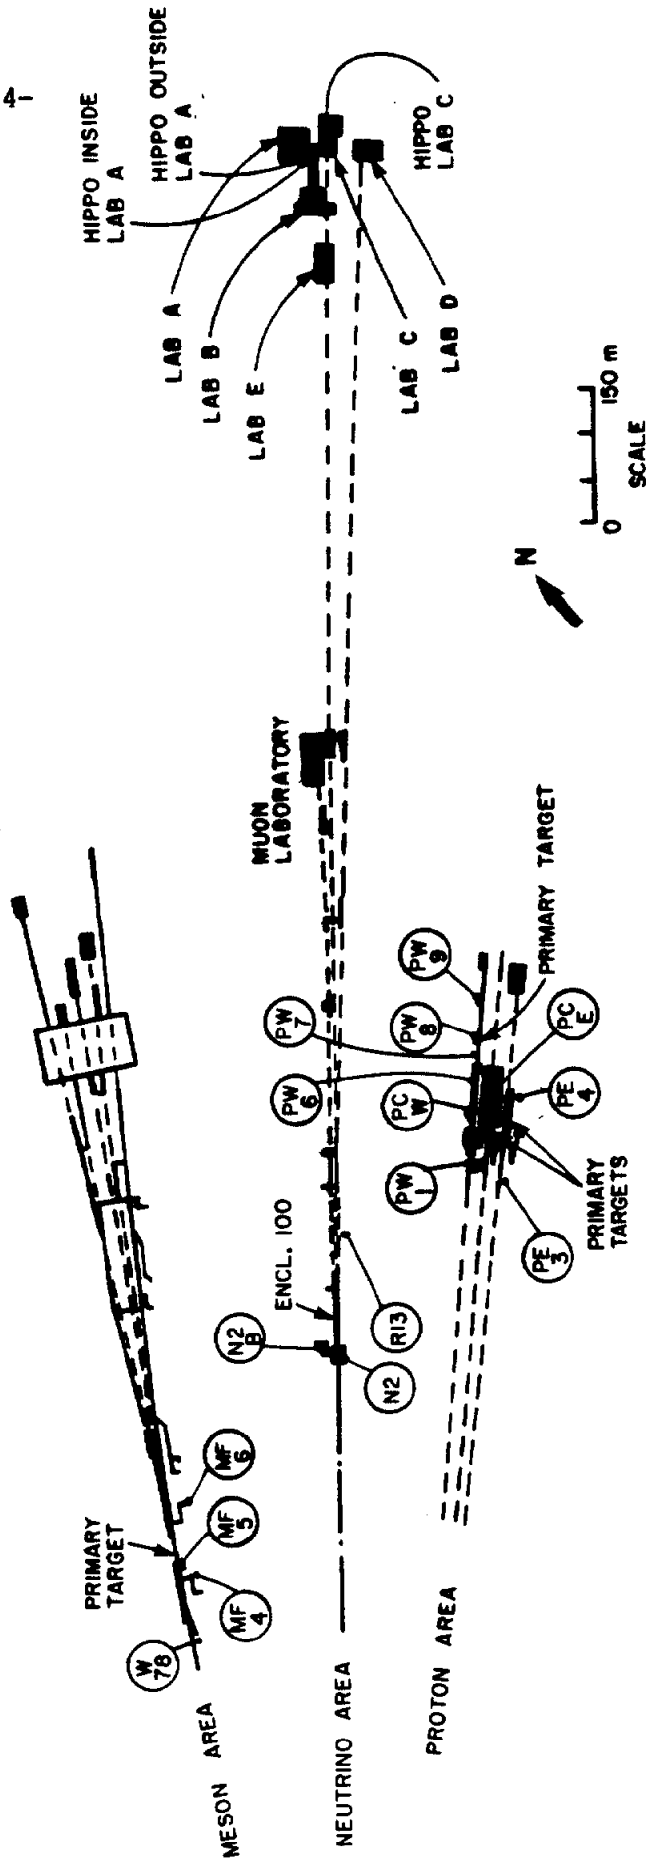 4-
HIPPO INSIDE
LAB A
HIPPO OUTSIDE
LAB A
HIPPO
LAB C
LAB A
LAB B
LAB E
LAB C
LAB D
0
150 m
SCALE
N
MUON
LABORATORY
PRIMARY TARGET
PW
9
PW
8
PW
7
PW
6
PC
W
PW
1
PC
E
PE
4
PE
3
PRIMARY
TARGETS
ENCL. 100
N2
B
N2
R13
PRIMARY
TARGET
MF
6
MF
5
MF
4
W
78
MESON AREA
NEUTRINO AREA
PROTON AREA